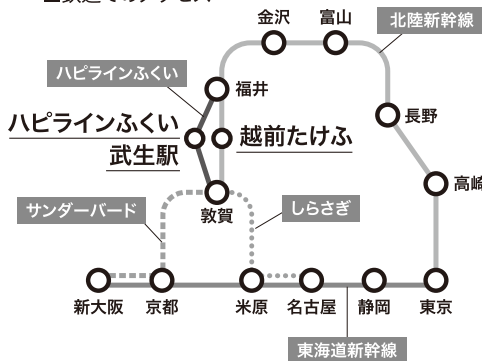 金沢
富山
北陸新幹線
ハピラインふくい
福井
長野
ハピラインふくい
武生駅
越前たけふ
高崎
サンダーバード
敦賀
しらさぎ
新大阪
京都
米原
名古屋
静岡
東京
東海道新幹線